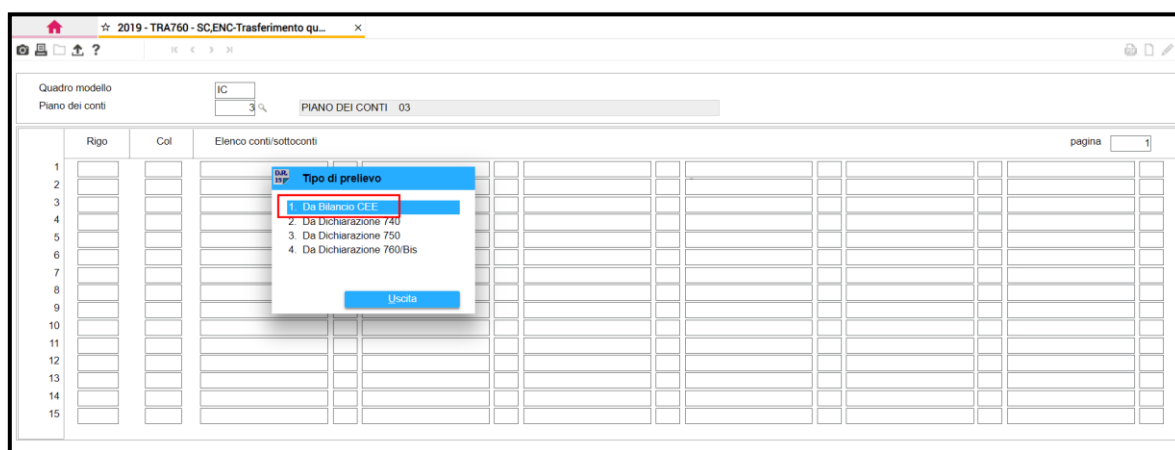 ☆ 2019 - TRA760 - SC,ENC-Trasferimento qu... ×
?
Quadro modello IC
Piano dei conti 3 PIANO DEI CONTI 03
Rigo Col Elenco conti/sottoconti pagina 1
1
2
3
4
5
6
7
8
9
10
11
12
13
14
15
Tipo di prelievo
1. Da Bilancio CEE
2. Da Dichiarazione 740
3. Da Dichiarazione 750
4. Da Dichiarazione 760/Bis
Uscita